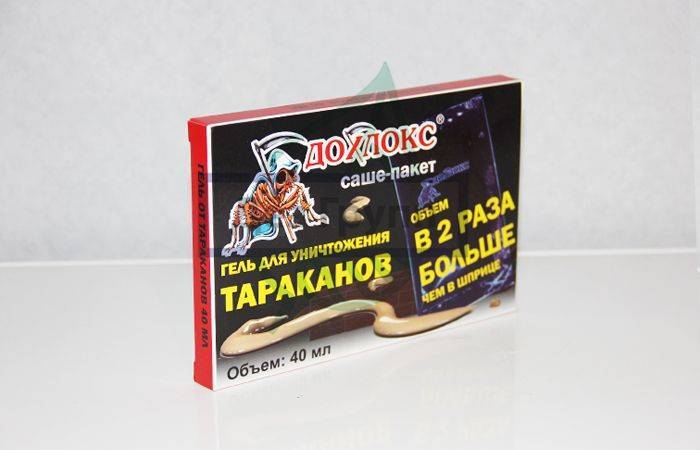 ДОХЛОКС®
саше-пакет
ГЕЛЬ ДЛЯ УНИЧТОЖЕНИЯ
ТАРАКАНОВ
ОБЪЕМ
В 2 РАЗА
БОЛЬШЕ
ЧЕМ В ШПРИЦЕ
Объем: 40 мл
ГЕЛЬ ОТ ТАРАКАНОВ 40 МЛ